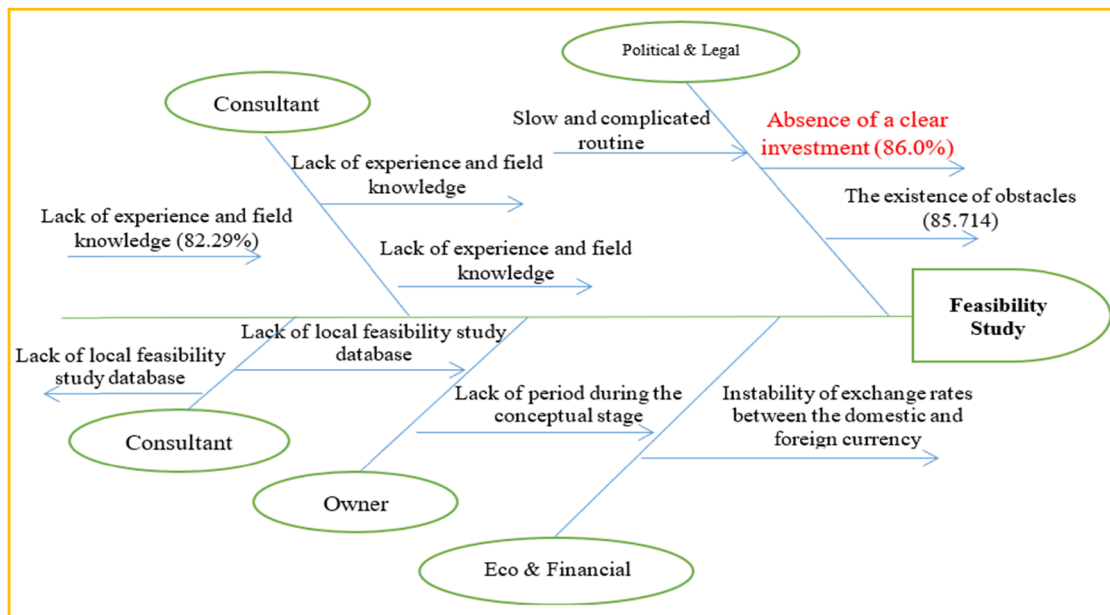 Political & Legal
Consultant
Slow and complicated
routine
Absence of a clear
investment (86.0%)
Lack of experience and field
knowledge
The existence of obstacles
(85.714)
Lack of experience and field
knowledge (82.29%)
Lack of experience and field
knowledge
Feasibility
Study
Lack of local feasibility study
database
Lack of local feasibility
study database
Lack of period during the
conceptual stage
Instability of exchange rates
between the domestic and
foreign currency
Consultant
Owner
Eco & Financial